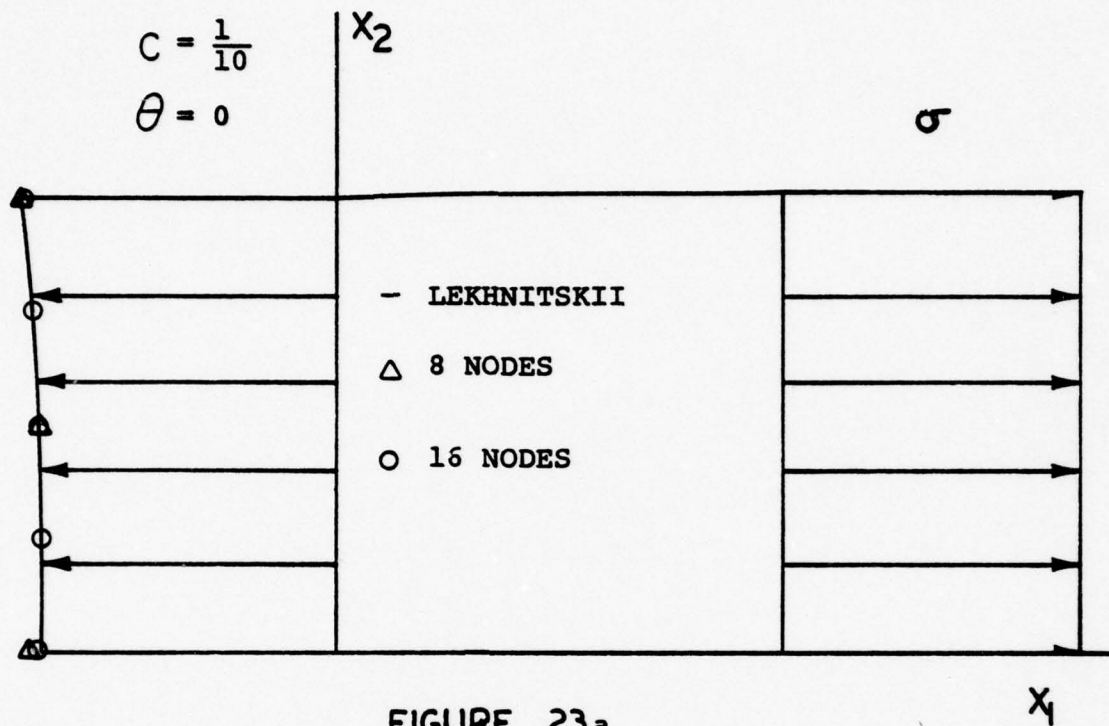 C = 1/10
θ = 0
X2
σ
- LEKHNITSKII
△ 8 NODES
○ 16 NODES
X1
FIGURE 23a